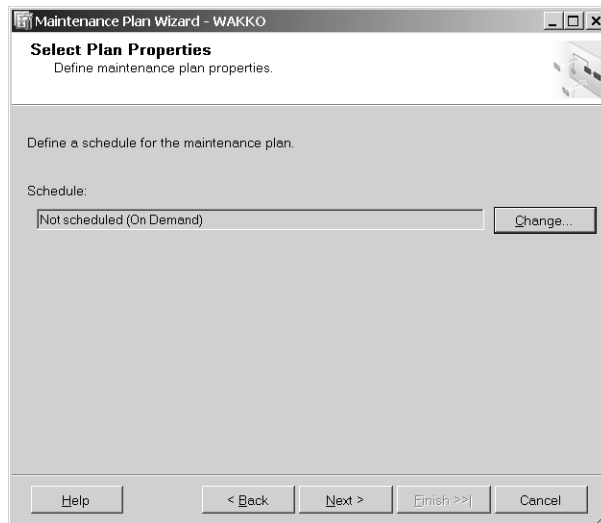 Maintenance Plan Wizard - WAKKO
Select Plan Properties
Define maintenance plan properties.
Define a schedule for the maintenance plan.
Schedule:
Not scheduled (On Demand)
Change...
Help
< Back
Next >
Finish >>|
Cancel